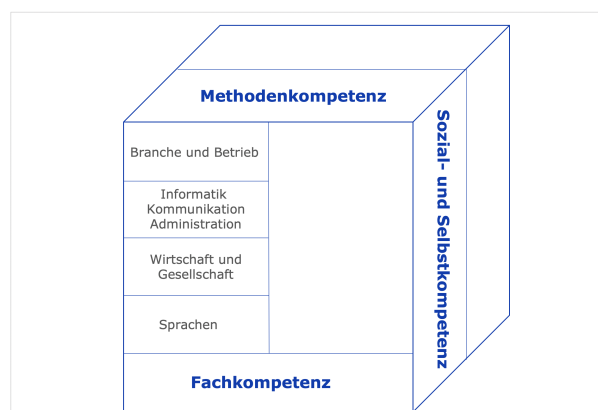 Methodenkompetenz
Branche und Betrieb
Informatik
Kommunikation
Administration
Wirtschaft und
Gesellschaft
Sprachen
Fachkompetenz
Sozial- und Selbstkompetenz